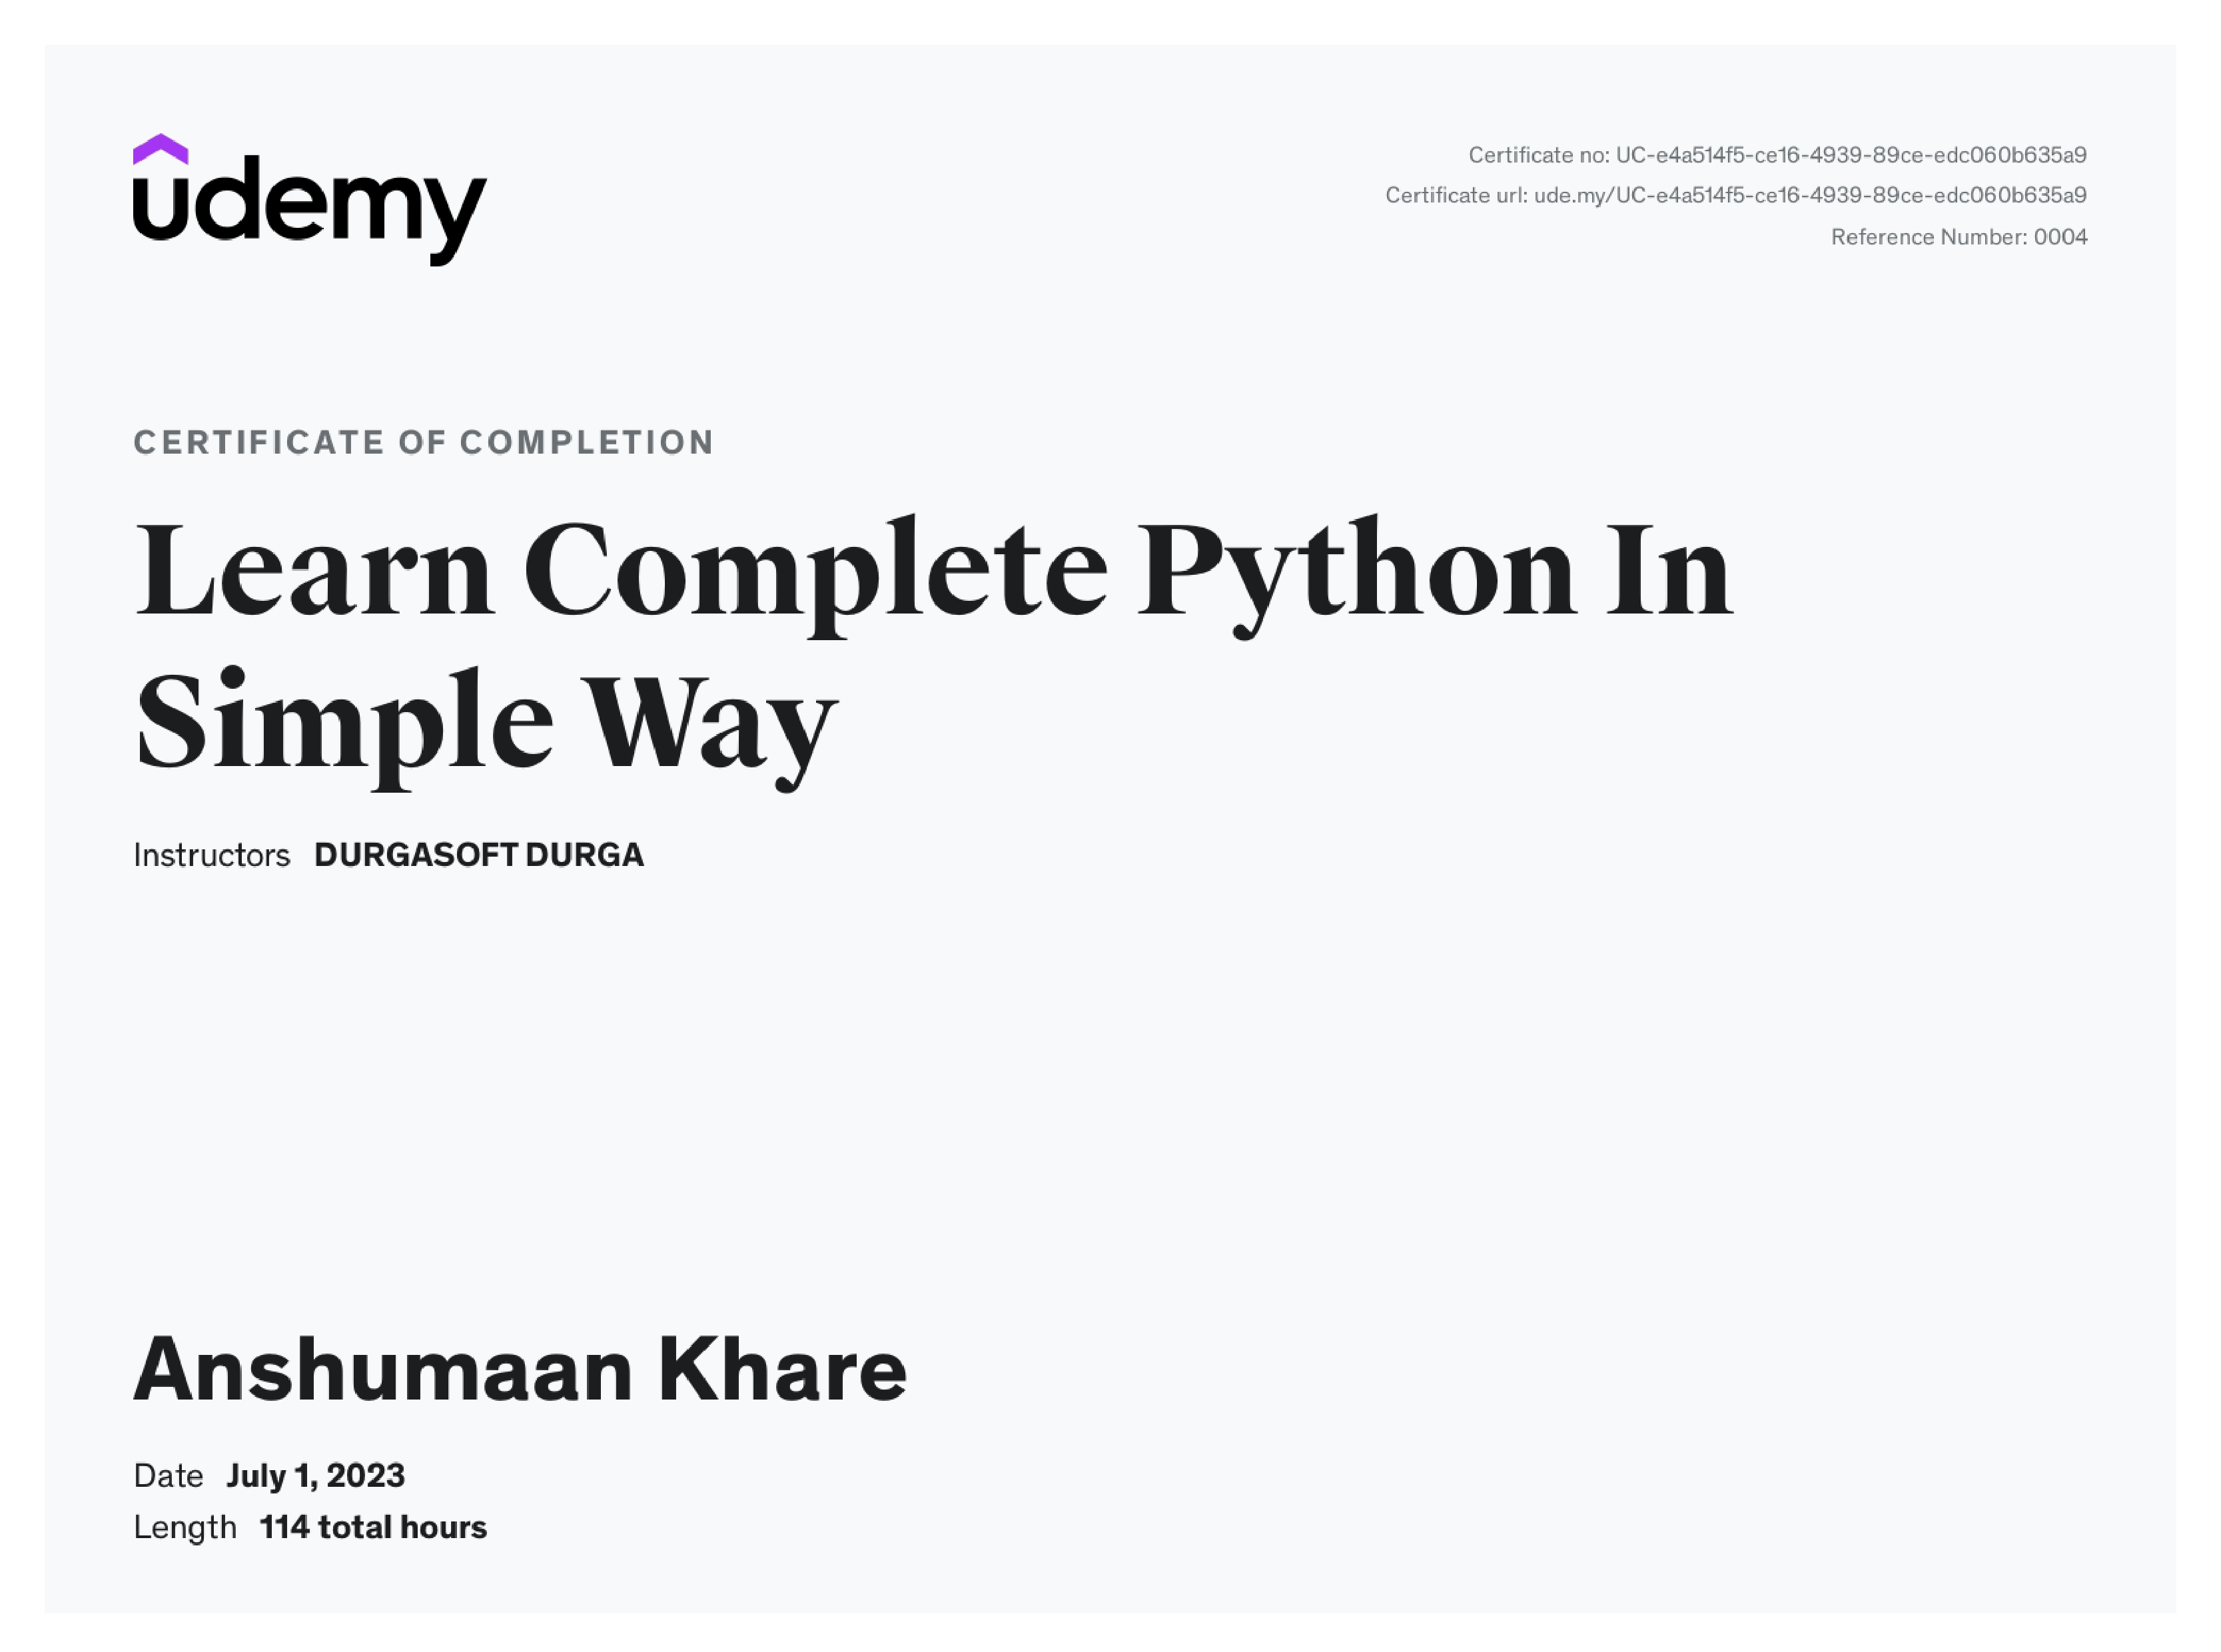 udemy
Certificate no: UC-e4a514f5-ce16-4939-89ce-edc060b635a9
Certificate url: ude.my/UC-e4a514f5-ce16-4939-89ce-edc060b635a9
Reference Number: 0004
CERTIFICATE OF COMPLETION
Learn Complete Python In
Simple Way
Instructors DURGASOFT DURGA
Anshumaan Khare
Date July 1, 2023
Length 114 total hours